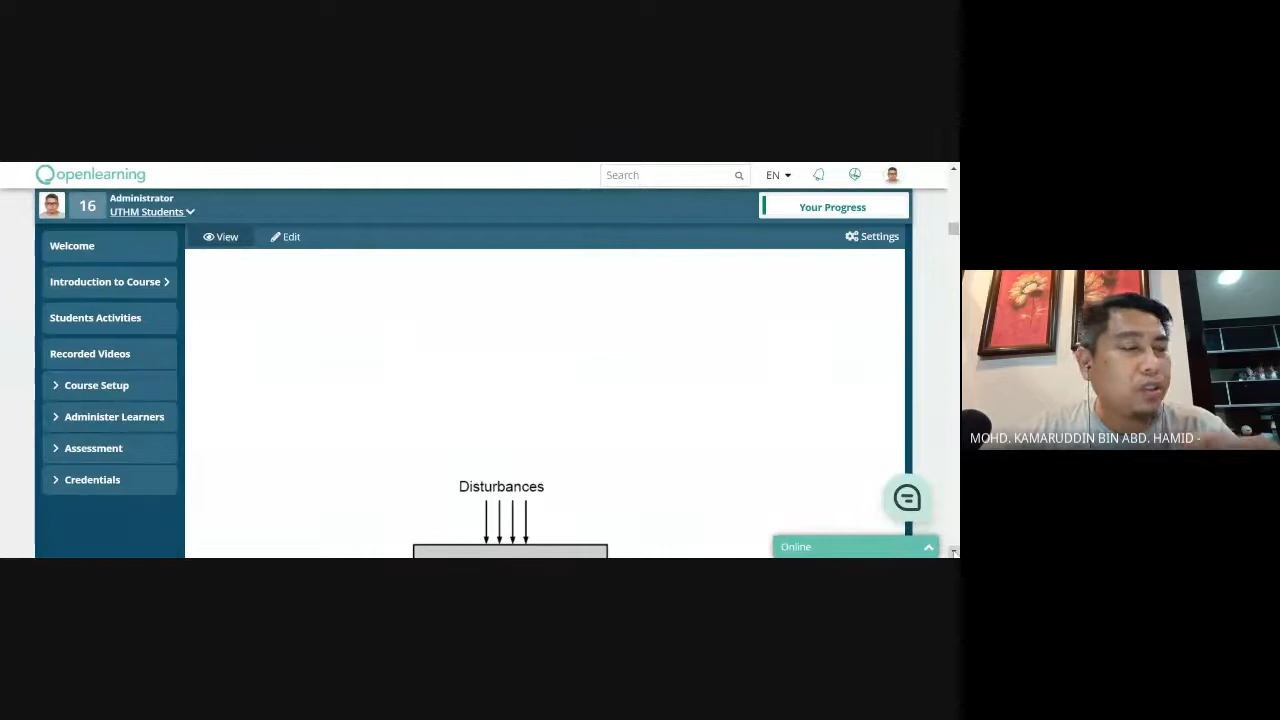 openlearning
Search
EN
16
Administrator
UTHM Students
Your Progress
View
Edit
Settings
Welcome
Introduction to Course
Students Activities
Recorded Videos
Course Setup
Administer Learners
Assessment
Credentials
Disturbances
Online
MOHD. KAMARUDDIN BIN ABD. HAMID -